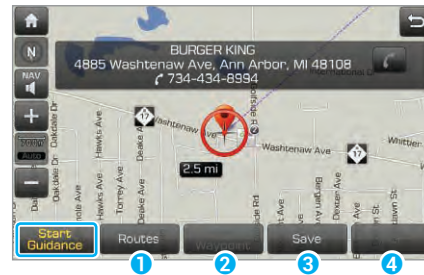 BURGER KING
4885 Washtenaw Ave, Ann Arbor, MI 48108
734-434-8994
N
NAV
17
Washtenaw Ave
Oakdale Dr
Hawks Ave
Deake Ave
Washtenaw Ave
17
Whittier
Auto
2.5 mi
Oakdale Dr
Hawks Ave
Torrey Ave
Deake Ave
Dexter Ave
Start
Guidance
Routes
Waypoint
Save
1
2
3
4